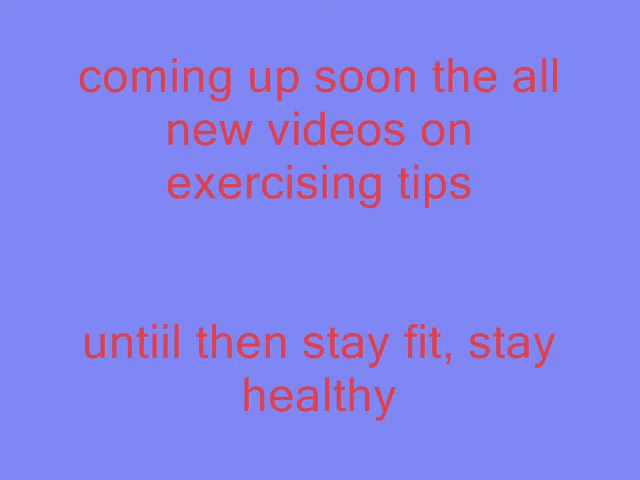 coming up soon the all
new videos on
exercising tips
untiil then stay fit, stay
healthy